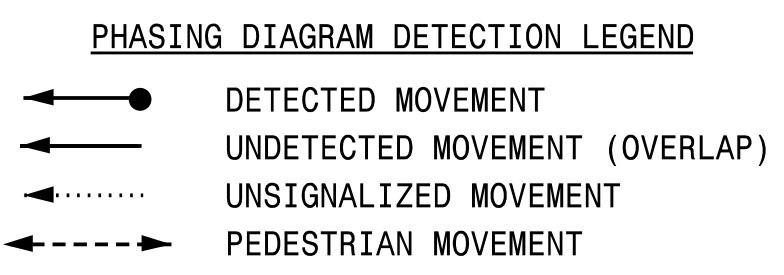 PHASING DIAGRAM DETECTION LEGEND
DETECTED MOVEMENT
UNDETECTED MOVEMENT (OVERLAP)
UNSIGNALIZED MOVEMENT
PEDESTRIAN MOVEMENT